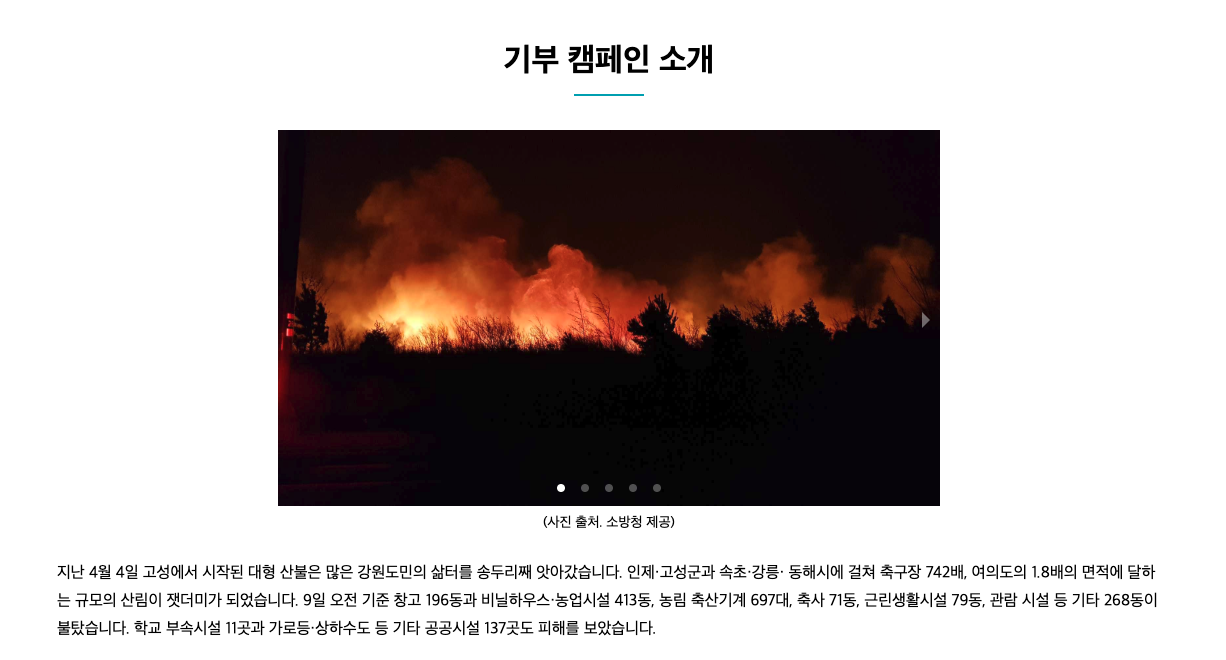 기부 캠페인 소개
(사진 출처. 소방청 제공)
지난 4월 4일 고성에서 시작된 대형 산불은 많은 강원도민의 삶터를 송두리째 앗아갔습니다. 인제·고성군과 속초·강릉· 동해시에 걸쳐 축구장 742배, 여의도의 1.8배의 면적에 달하
는 규모의 산림이 잿더미가 되었습니다. 9일 오전 기준 창고 196동과 비닐하우스·농업시설 413동, 농림 축산기계 697대, 축사 71동, 근린생활시설 79동, 관람 시설 등 기타 268동이
불탔습니다. 학교 부속시설 11곳과 가로등·상하수도 등 기타 공공시설 137곳도 피해를 보았습니다.